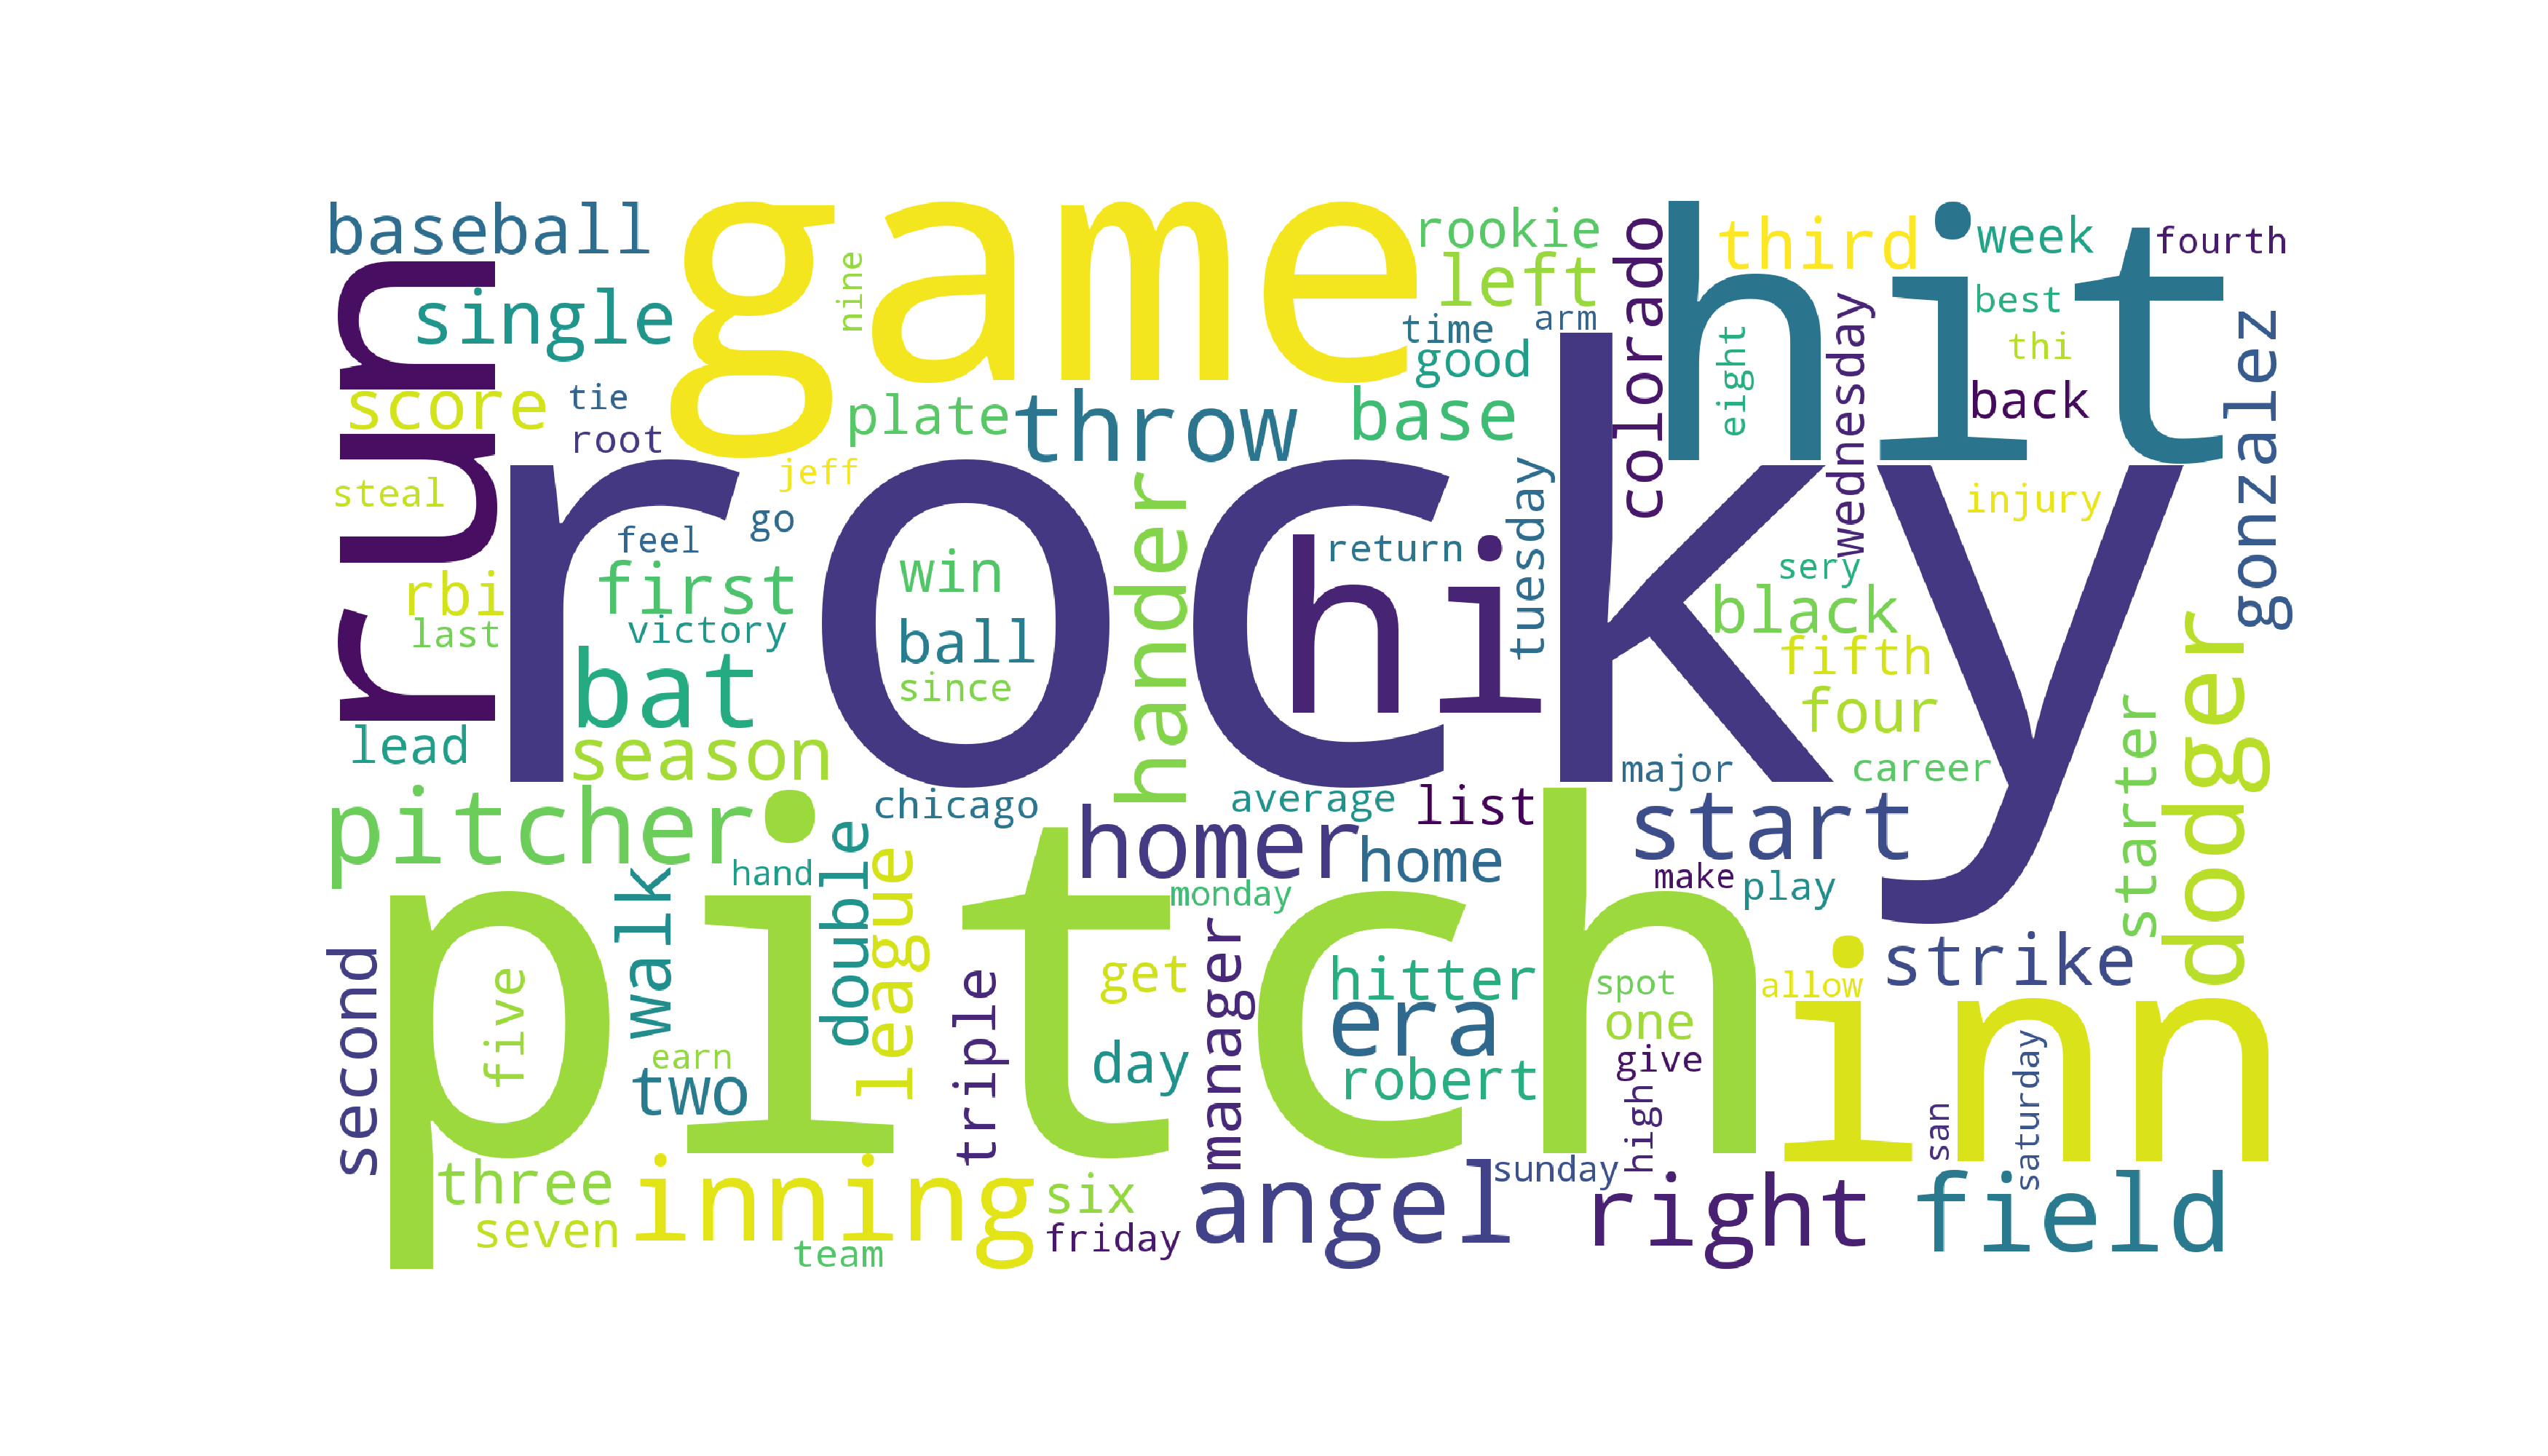 baseball
run
game
hit
rookie
left
colorado
third
week
fourth
nine
single
time
arm
good
eight
wednesday
best
thi
back
gonzalez
score
tie
root
plate
throw
base
jeff
rocky
steal
feel
go
handler
hi
return
tuesday
injury
sery
rbi
first
win
last
victory
ball
since
black
fifth
four
bat
season
lead
dodger
starter
major
career
pitcher
chicago
average
list
homer
home
start
hand
double
league
walk
monday
make
play
pitch
second
five
triple
get
manager
hitter
era
spot
one
allow
strike
inn
earn
two
day
robert
give
high
san
saturday
three
seven
inning
team
six
friday
angel
sunday
right
field